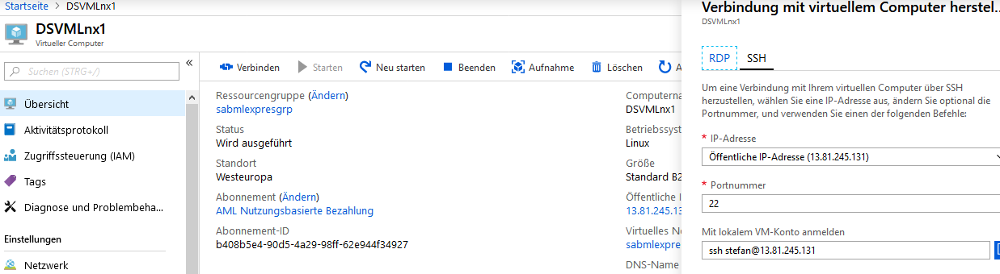 Startseite > DSVMLnx1
DSVMLnx1
Virtueller Computer
Suchen (STRG+/)
Übersicht
Aktivitätsprotokoll
Zugriffssteuerung (IAM)
Tags
Diagnose und Problembeha...
Einstellungen
Netzwerk
Verbinden
Starten
Neu starten
Beenden
Aufnahme
Löschen
A
Ressourcengruppe (Ändern)
sabmlexpresgrp
Status
Wird ausgeführt
Standort
Westeuropa
Abonnement (Ändern)
AML Nutzungsbasierte Bezahlung
Abonnement-ID
b408b5e4-90d5-4a29-98ff-62e944f34927
Computerna
DSVMLnx1
Betriebssyst
Linux
Größe
Standard B2
Öffentliche I
13.81.245.13
Virtuelles Ne
sabmlexpre
DNS-Name
Verbindung mit virtuellem Computer herstel...
DSVMLnx1
RDP SSH
Um eine Verbindung mit Ihrem virtuellen Computer über SSH
herzustellen, wählen Sie eine IP-Adresse aus, ändern Sie optional die
Portnummer, und verwenden Sie einen der folgenden Befehle:
* IP-Adresse
Öffentliche IP-Adresse (13.81.245.131)
* Portnummer
22
Mit lokalem VM-Konto anmelden
ssh stefan@13.81.245.131